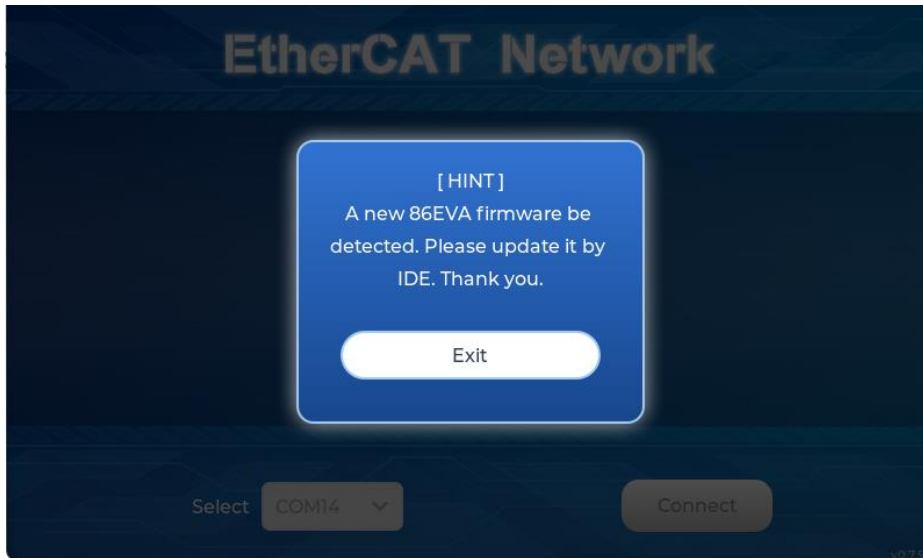 EtherCAT Network
[ HINT ]
A new 86EVA firmware be
detected. Please update it by
IDE. Thank you.
Exit
Select COM14 Connect